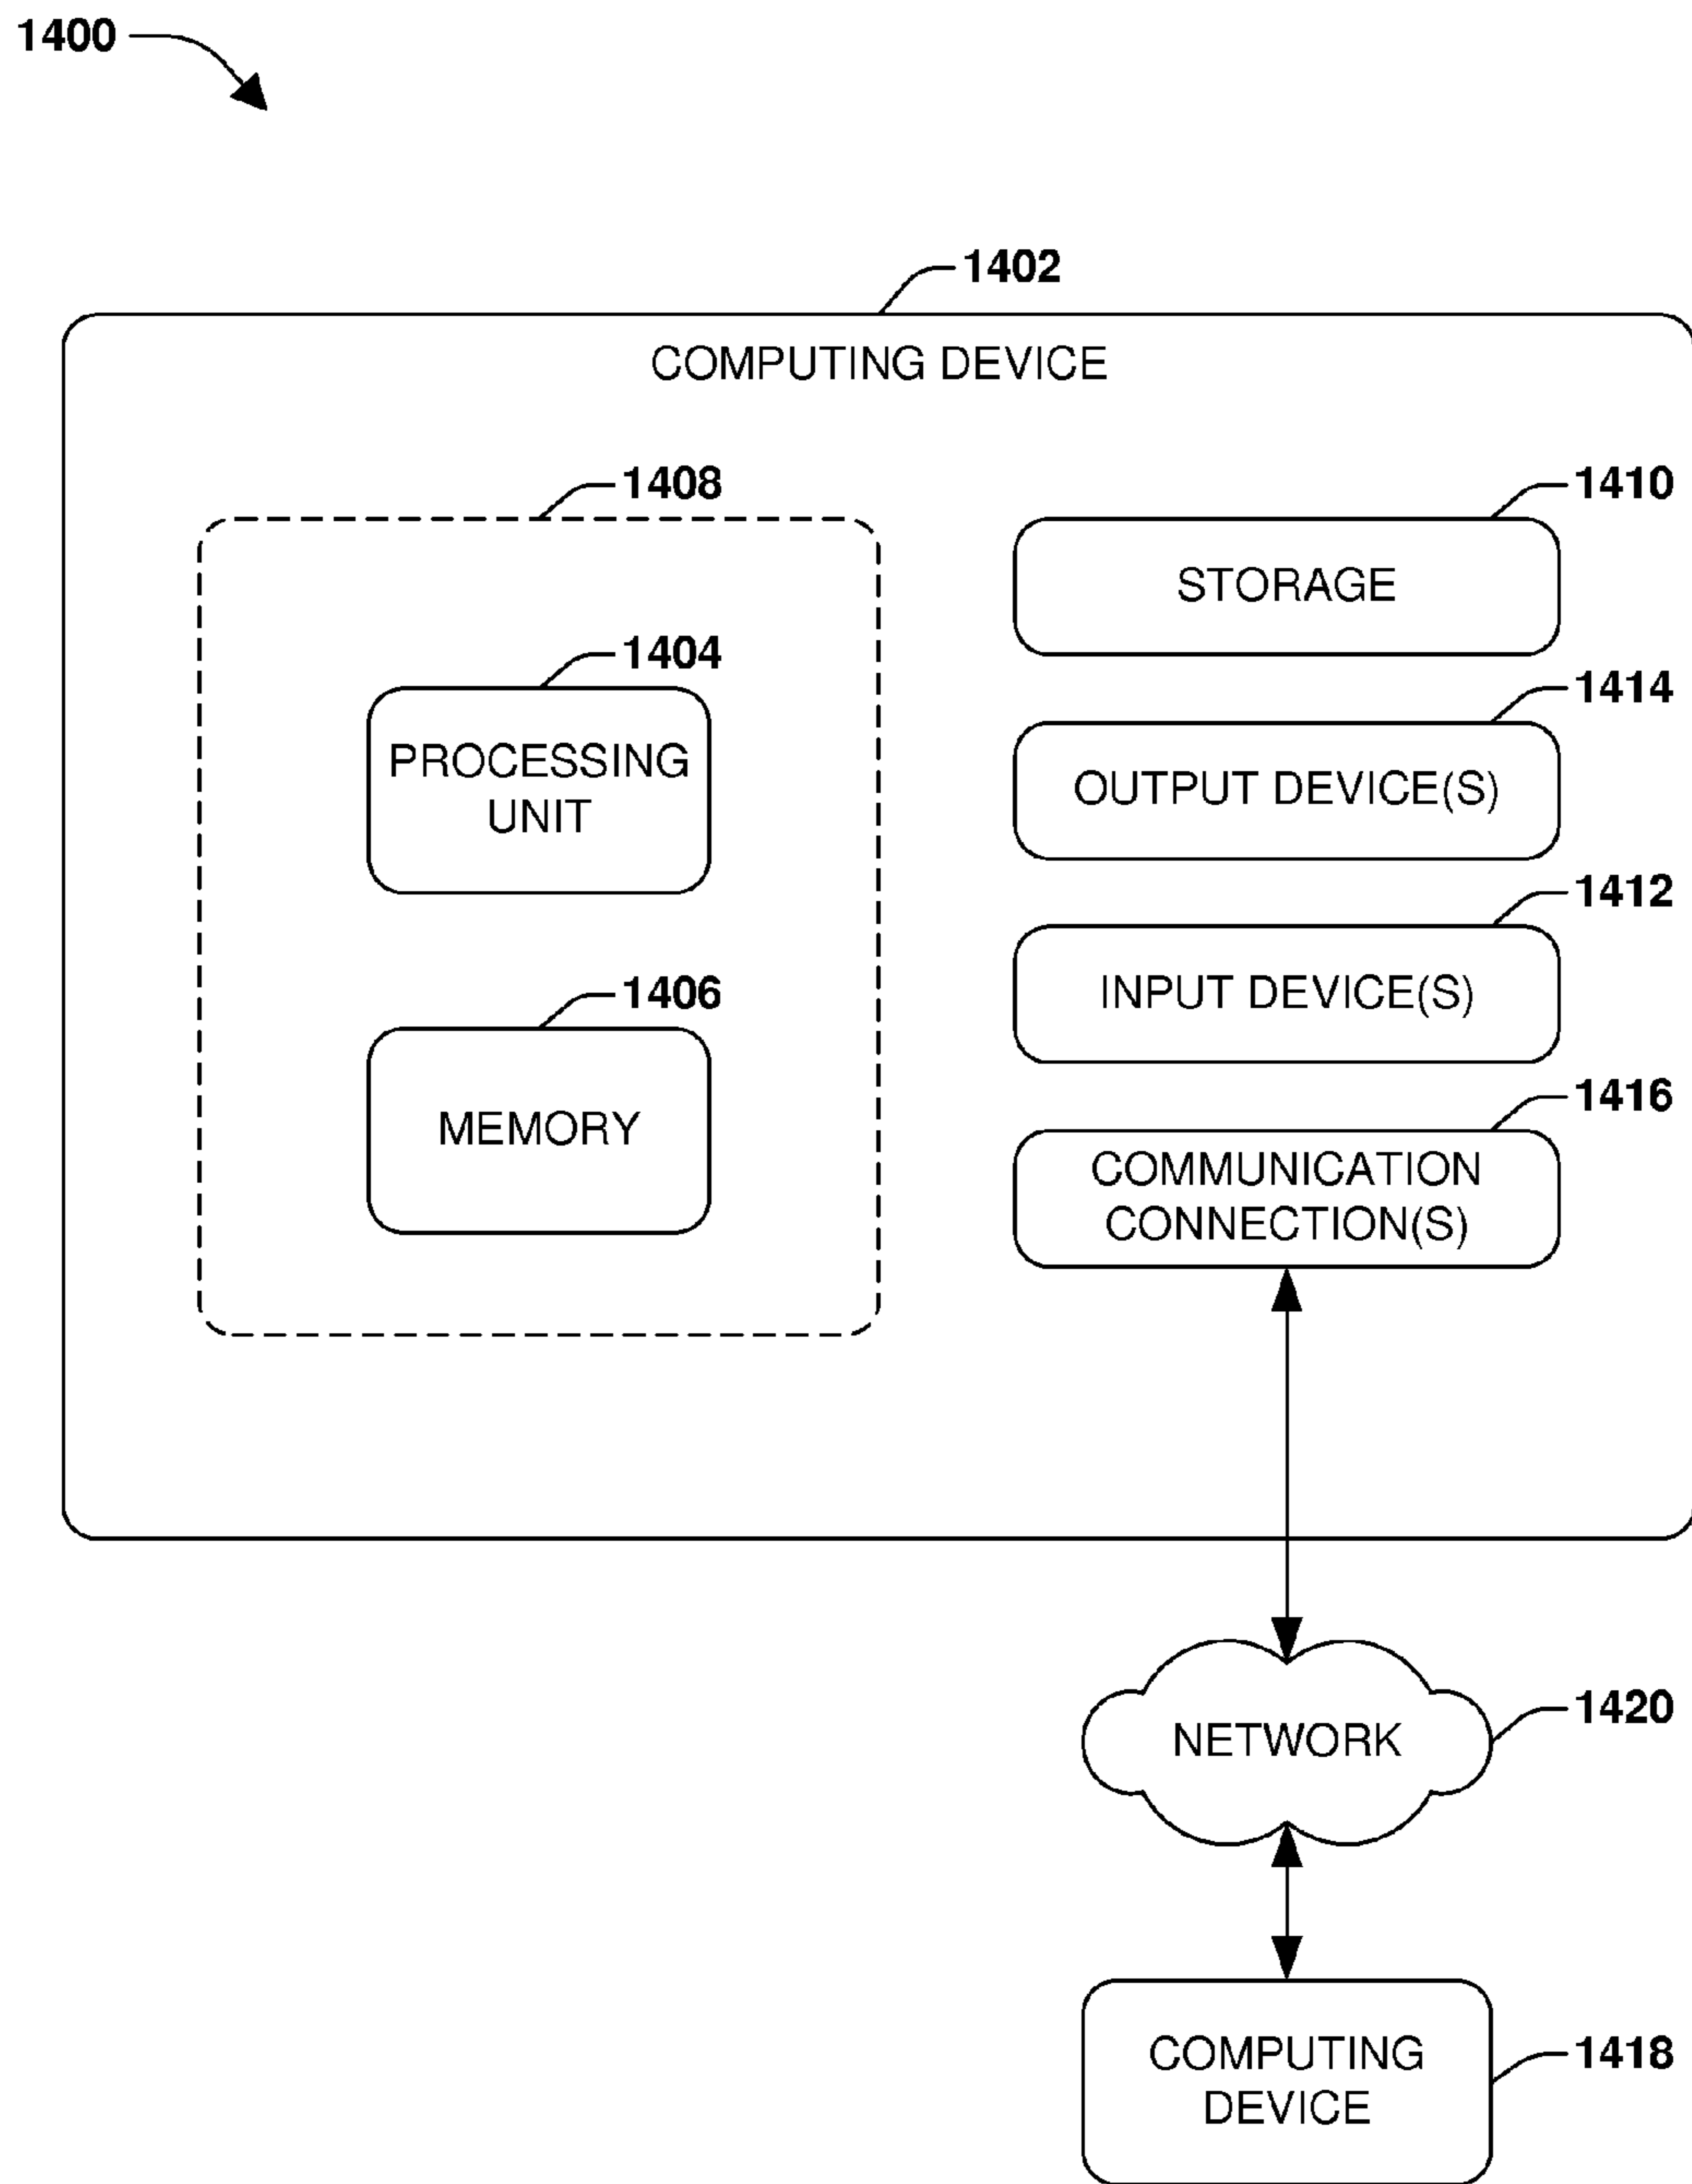 1400
1402
COMPUTING DEVICE
1408
1410
STORAGE
1404
1414
PROCESSING
UNIT
OUTPUT DEVICE(S)
1412
1406
INPUT DEVICE(S)
MEMORY
1416
COMMUNICATION
CONNECTION(S)
1420
NETWORK
1418
COMPUTING
DEVICE